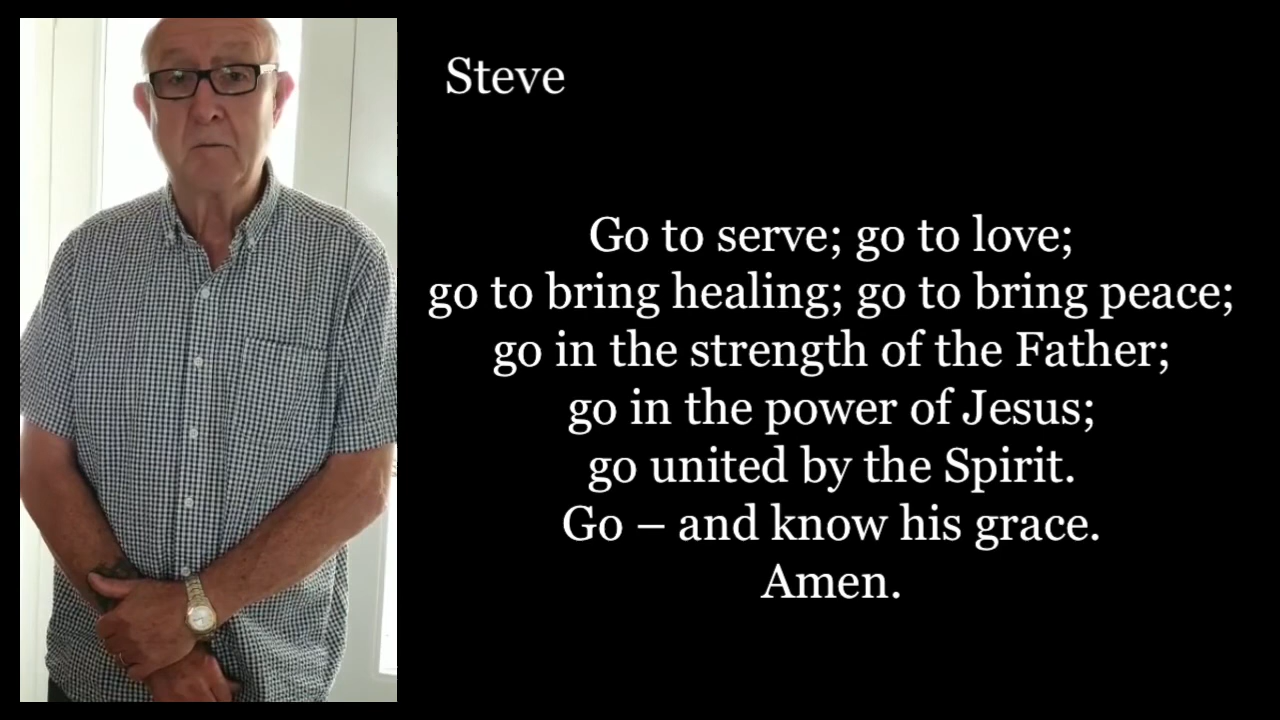 Steve
Go to serve; go to love;
go to bring healing; go to bring peace;
go in the strength of the Father;
go in the power of Jesus;
go united by the Spirit.
Go – and know his grace.
Amen.